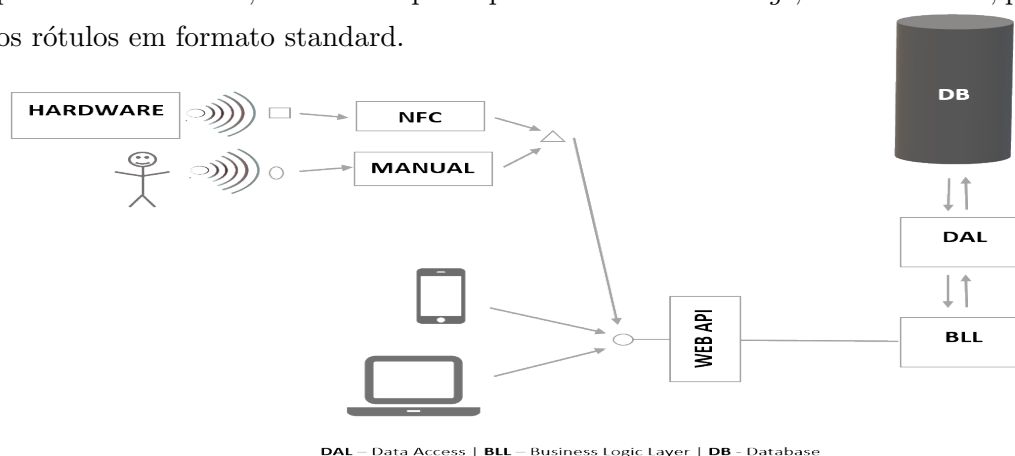 os rótulos em formato standard.
DB
HARDWARE
NFC
MANUAL
DAL
WEB API
BLL
DAL – Data Access | BLL – Business Logic Layer | DB - Database